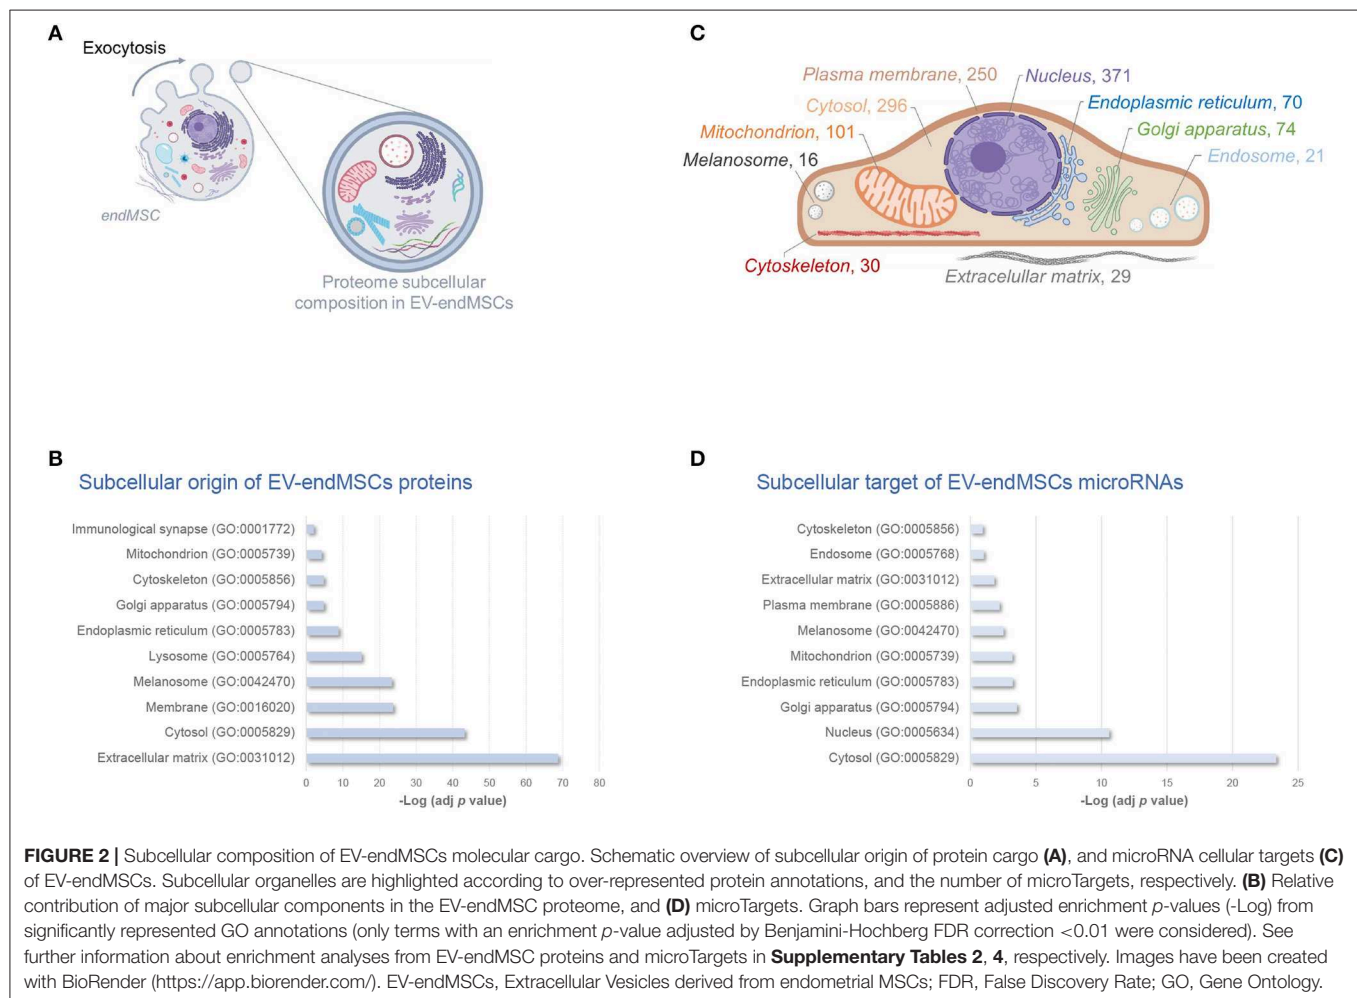 A
Exocytosis
endMSC
Proteome subcellular
composition in EV-endMSCs
C
Plasma membrane, 250
Nucleus, 371
Cytosol, 296
Endoplasmic reticulum, 70
Mitochondrion, 101
Golgi apparatus, 74
Melanosome, 16
Endosome, 21
Cytoskeleton, 30
Extracelullar matrix, 29
B
Subcellular origin of EV-endMSCs proteins
Immunological synapse (GO:0001772)
Mitochondrion (GO:0005739)
Cytoskeleton (GO:0005856)
Golgi apparatus (GO:0005794)
Endoplasmic reticulum (GO:0005783)
Lysosome (GO:0005764)
Melanosome (GO:0042470)
Membrane (GO:0016020)
Cytosol (GO:0005829)
Extracellular matrix (GO:0031012)
0 10 20 30 40 50 60 70 80
-Log (adj p value)
D
Subcellular target of EV-endMSCs microRNAs
Cytoskeleton (GO:0005856)
Endosome (GO:0005768)
Extracellular matrix (GO:0031012)
Plasma membrane (GO:0005886)
Melanosome (GO:0042470)
Mitochondrion (GO:0005739)
Endoplasmic reticulum (GO:0005783)
Golgi apparatus (GO:0005794)
Nucleus (GO:0005634)
Cytosol (GO:0005829)
0 5 10 15 20 25
-Log (adj p value)
FIGURE 2 | Subcellular composition of EV-endMSCs molecular cargo. Schematic overview of subcellular origin of protein cargo (A), and microRNA cellular targets (C)
of EV-endMSCs. Subcellular organelles are highlighted according to over-represented protein annotations, and the number of microTargets, respectively. (B) Relative
contribution of major subcellular components in the EV-endMSC proteome, and (D) microTargets. Graph bars represent adjusted enrichment p-values (-Log) from
significantly represented GO annotations (only terms with an enrichment p-value adjusted by Benjamini-Hochberg FDR correction <0.01 were considered). See
further information about enrichment analyses from EV-endMSC proteins and microTargets in Supplementary Tables 2, 4, respectively. Images have been created
with BioRender (https://app.biorender.com/). EV-endMSCs, Extracellular Vesicles derived from endometrial MSCs; FDR, False Discovery Rate; GO, Gene Ontology.